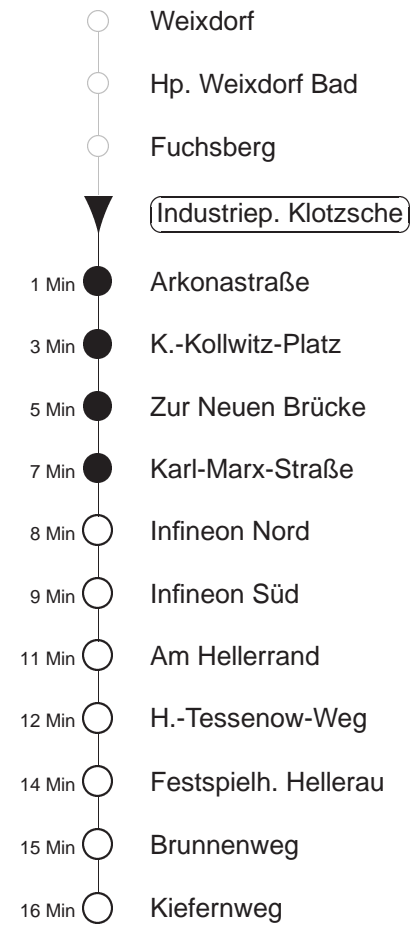 Weixdorf
Hp. Weixdorf Bad
Fuchsberg
Industriep. Klotzsche
1 Min Arkonastraße
3 Min K.-Kollwitz-Platz
5 Min Zur Neuen Brücke
7 Min Karl-Marx-Straße
8 Min Infineon Nord
9 Min Infineon Süd
11 Min Am Hellerrand
12 Min H.-Tessenow-Weg
14 Min Festspielh. Hellerau
15 Min Brunnenweg
16 Min Kiefernweg